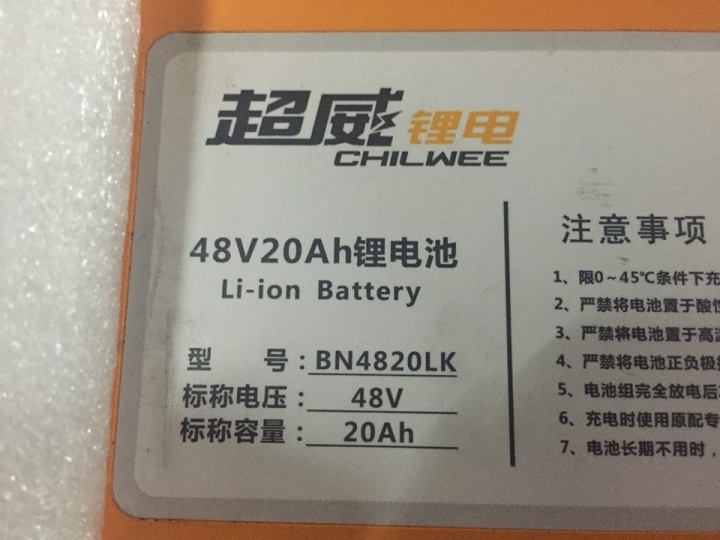 超威锂电
CHILWEE
48V20Ah锂电池
Li-ion Battery
型 号：BN4820LK
标称电压：48V
标称容量：20Ah
注意事项
1、限0～45℃条件下充
2、严禁将电池置于酸性
3、严禁将电池置于高温
4、严禁将电池正负极
5、电池组完全放电后
6、充电时使用原配专
7、电池长期不用时，